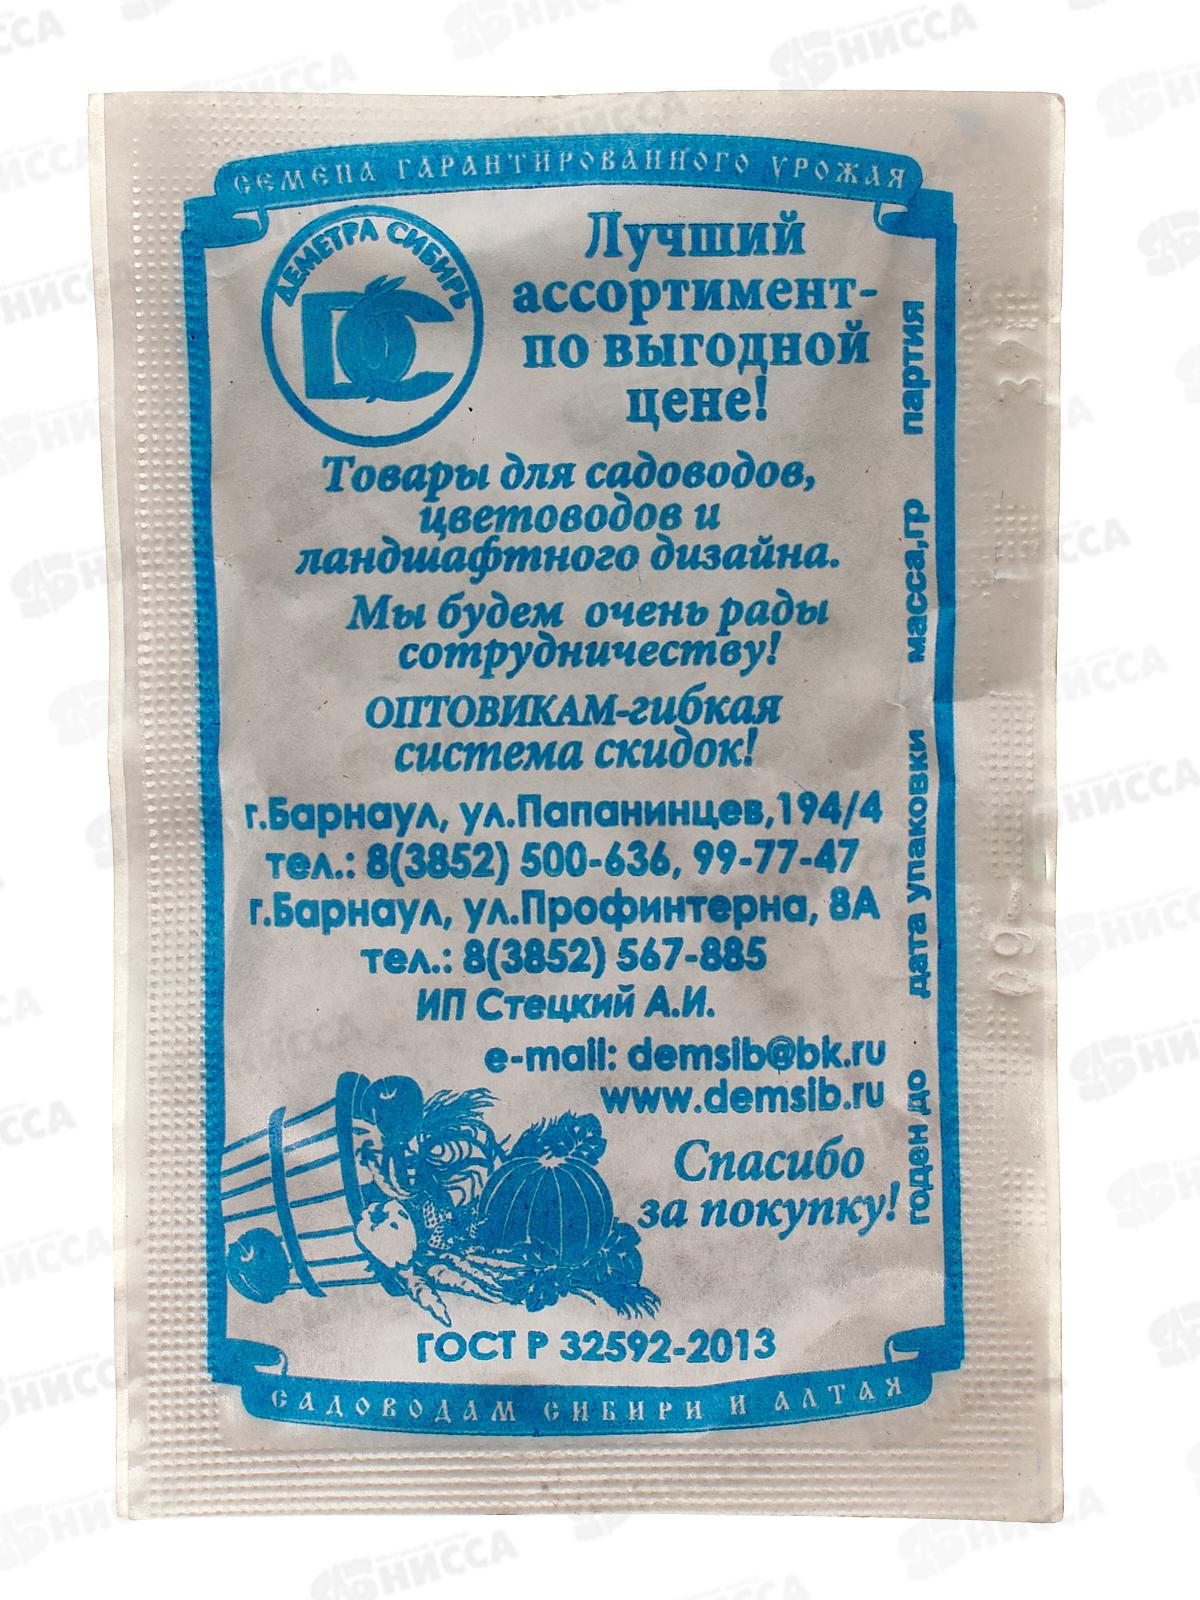 СЕМЕНА ГАРАНТИРОВАННОГО УРОЖАЯ
ДЕМЕТРА СИБИРЬ
DC
Лучший
ассортимент-
по выгодной
цене!
Товары для садоводов,
цветоводов и
ландшафтного дизайна.
Мы будем очень рады
сотрудничеству!
ОПТОВИКАМ-гибкая
система скидок!
г.Барнаул, ул.Папанинцев,194/4
тел.: 8(3852) 500-636, 99-77-47
г.Барнаул, ул.Профинтерна, 8А
тел.: 8(3852) 567-885
ИП Стецкий А.И.
e-mail: demsib@bk.ru
www.demsib.ru
Спасибо
за покупку!
ГОСТ Р 32592-2013
САДОВОДАМ СИБИРИ И АЛТАЯ
годен до дата упаковки масса,гр партия
ЯБНИССА